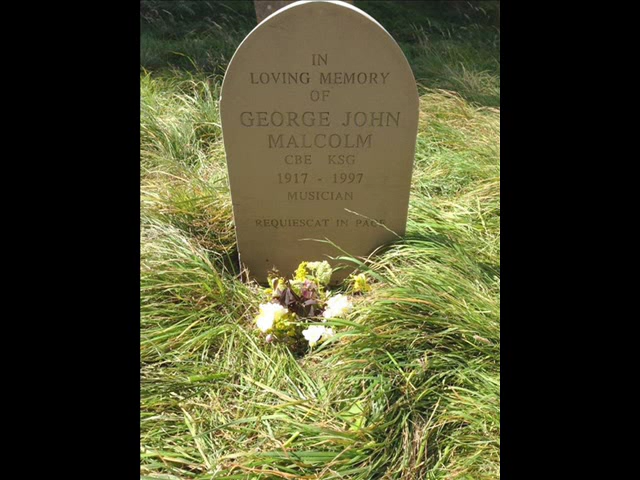 IN
LOVING MEMORY
OF
GEORGE JOHN
MALCOLM
CBE KSG
1917 - 1997
MUSICIAN
REQUIESCAT IN PACE